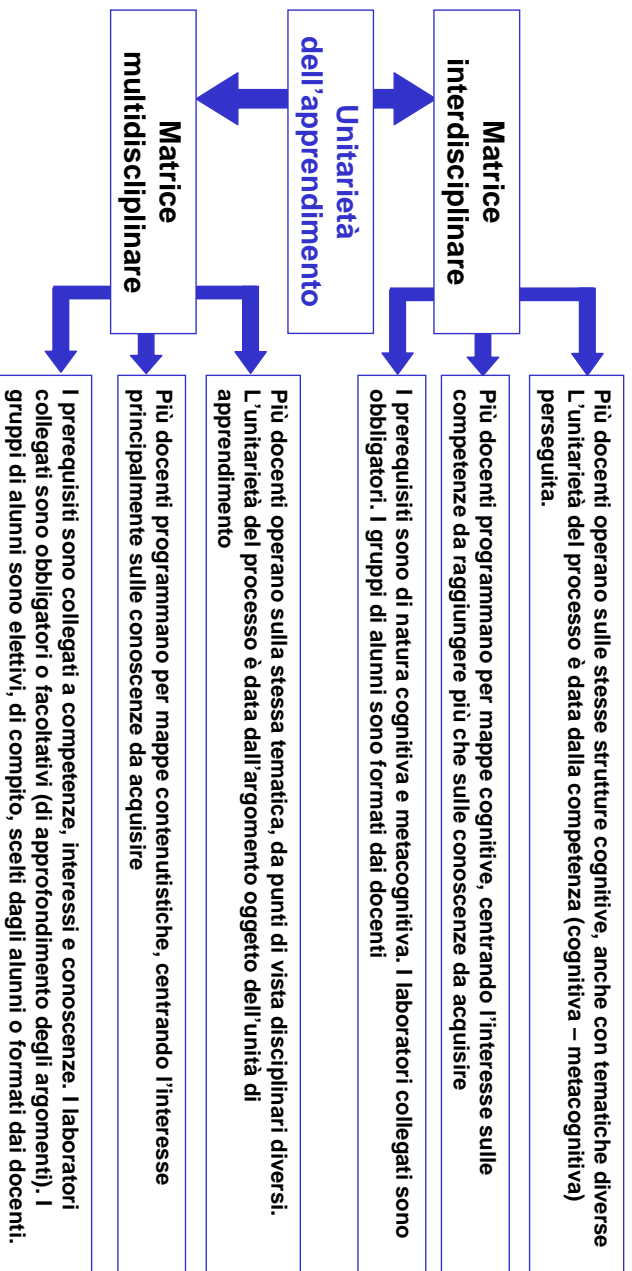 Unitarietà
dell'apprendimento
Matrice
interdisciplinare
Più docenti operano sulle stesse strutture cognitive, anche con tematiche diverse
L'unitarietà del processo è data dalla competenza (cognitiva – metacognitiva)
perseguita.
Più docenti programmano per mappe cognitive, centrando l'interesse sulle
competenze da raggiungere più che sulle conoscenze da acquisire
I prerequisiti sono di natura cognitiva e metacognitiva. I laboratori collegati sono
obbligatori. I gruppi di alunni sono formati dai docenti
Matrice
multidiscliplinare
Più docenti operano sulla stessa tematica, da punti di vista disciplinari diversi.
L'unitarietà del processo è data dall'argomento oggetto dell'unità di
apprendimento
Più docenti programmano per mappe contenutistiche, centrando l'interesse
principalmente sulle conoscenze da acquisire
I prerequisiti sono collegati a competenze, interessi e conoscenze. I laboratori
collegati sono obbligatori o facoltativi (di approfondimento degli argomenti). I
gruppi di alunni sono elettivi, di compito, scelti dagli alunni o formati dai docenti.